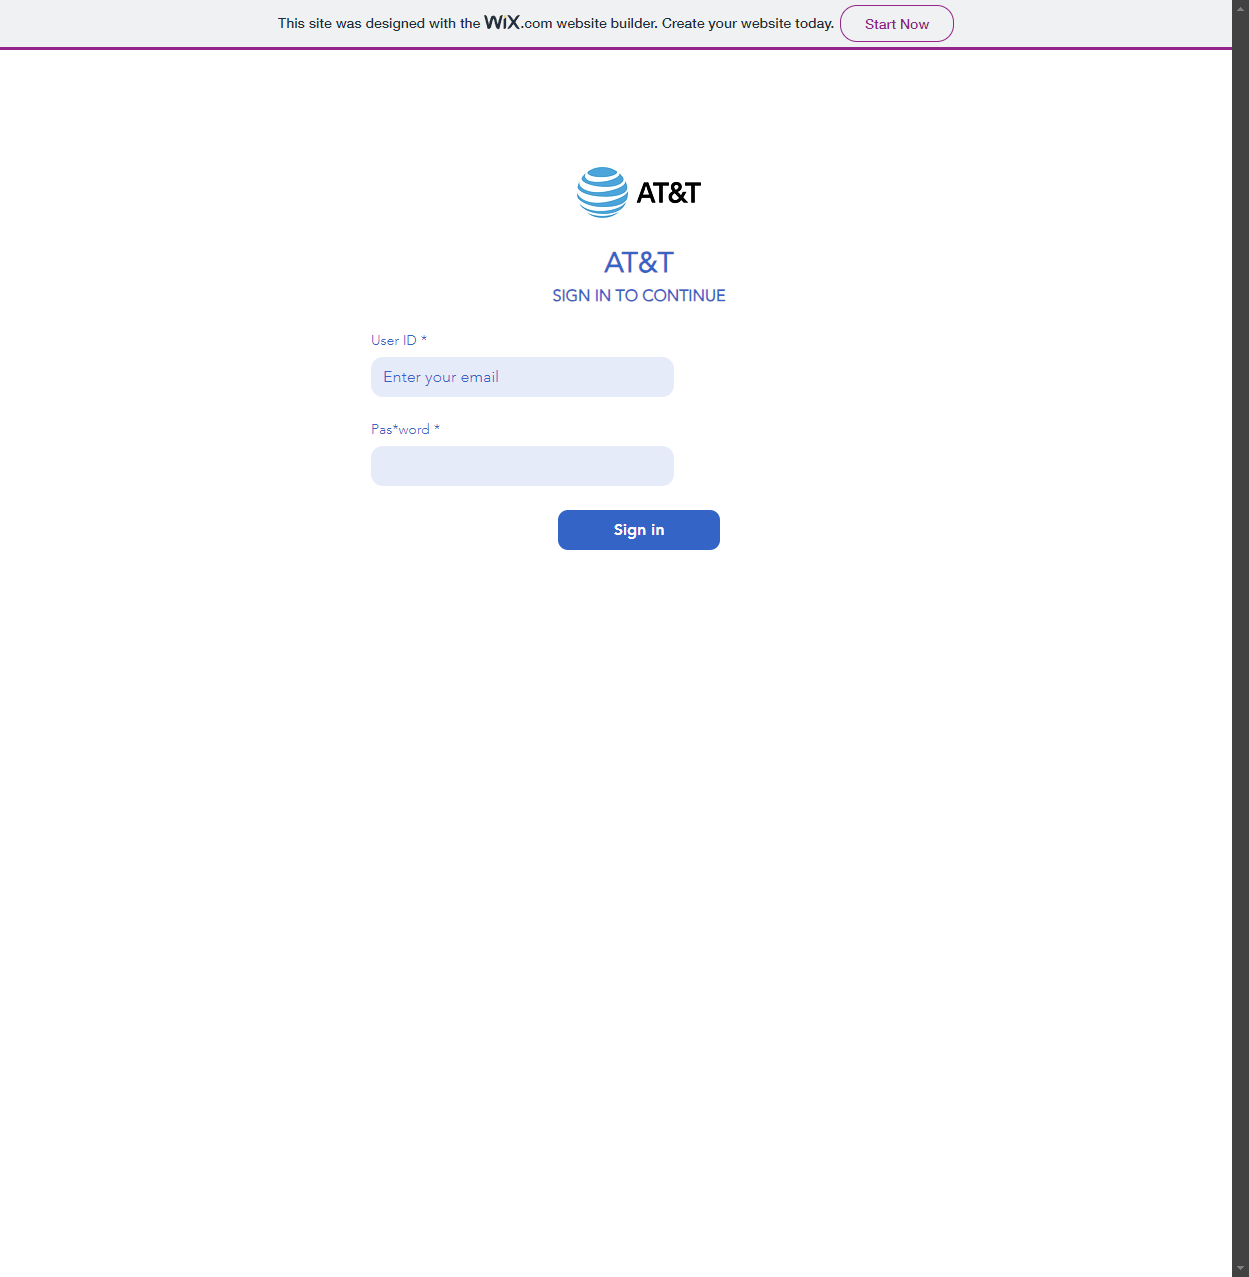 This site was designed with the WiX.com website builder. Create your website today. Start Now
AT&T
AT&T
SIGN IN TO CONTINUE
User ID *
Enter your email
Pas*word *
Sign in